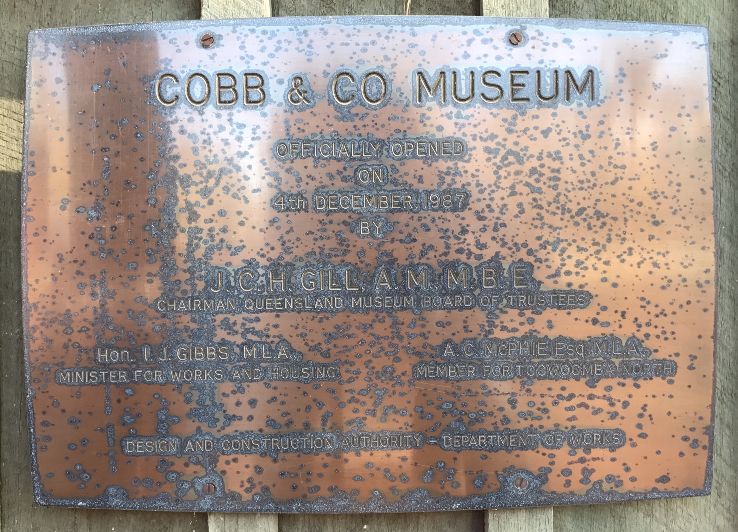 COBB & CO MUSEUM
OFFICIALLY OPENED
ON
4th DECEMBER 1987
BY
J. C. H. GILL, A. M., M. B. E.
CHAIRMAN, QUEENSLAND MUSEUM BOARD OF TRUSTEES
Hon. I. J. GIBBS, M.L.A.
MINISTER FOR WORKS AND HOUSING
A. C. McPHIE Esq. M.L.A.
MEMBER FOR TOOWOOMBA NORTH
DESIGN AND CONSTRUCTION AUTHORITY - DEPARTMENT OF WORKS